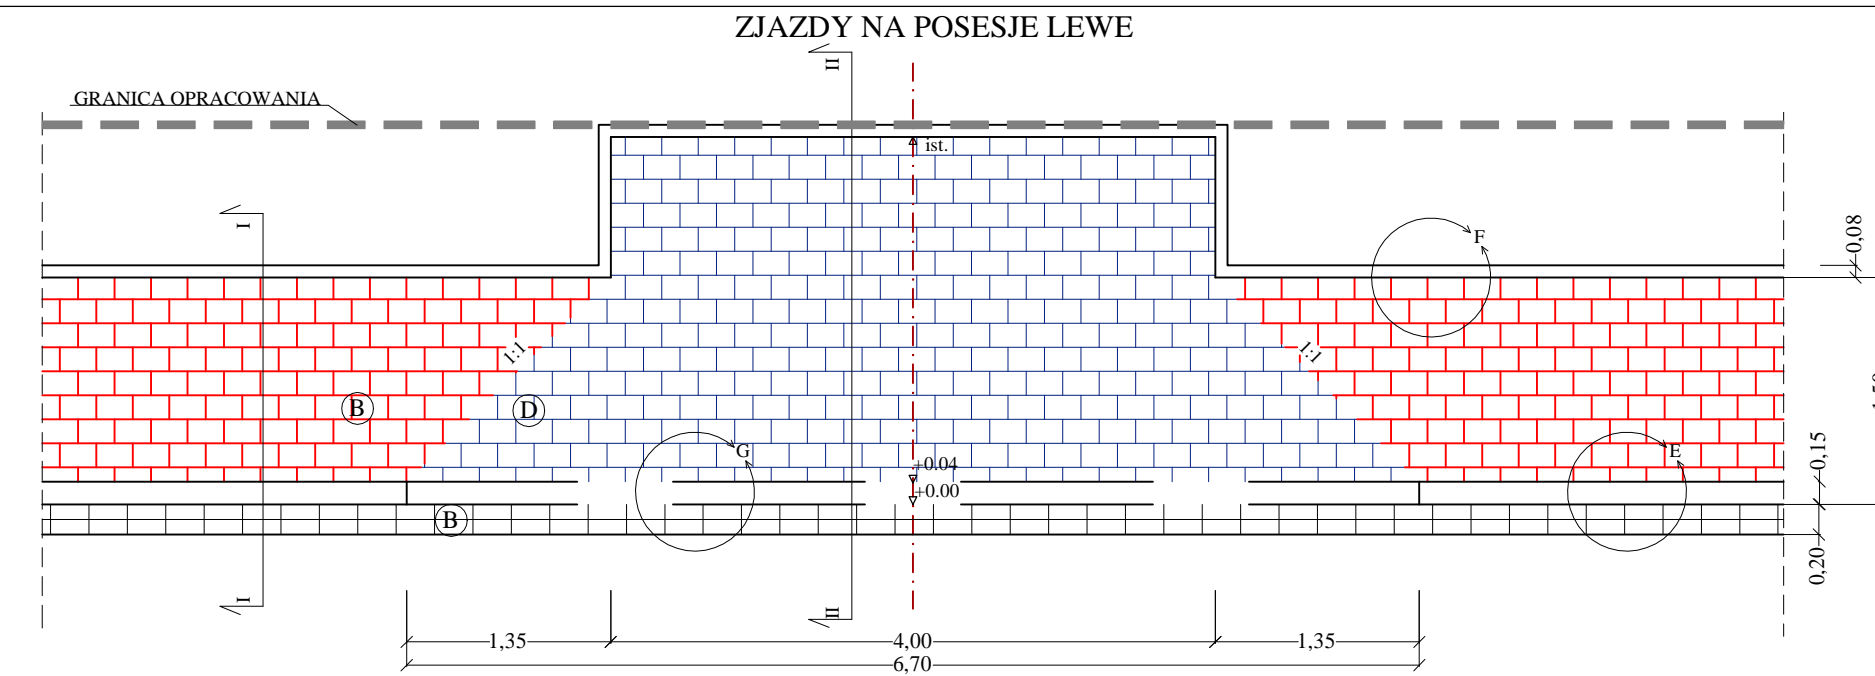 ZJAZDY NA POSESJE LEWE
II
GRANICA OPRACOWANIA
ist.
I
F
0,08
1:1
1:1
B
D
G
E
+0.04
+0.00
0,15
B
0,20
I
II
1,35
4,00
1,35
6,70